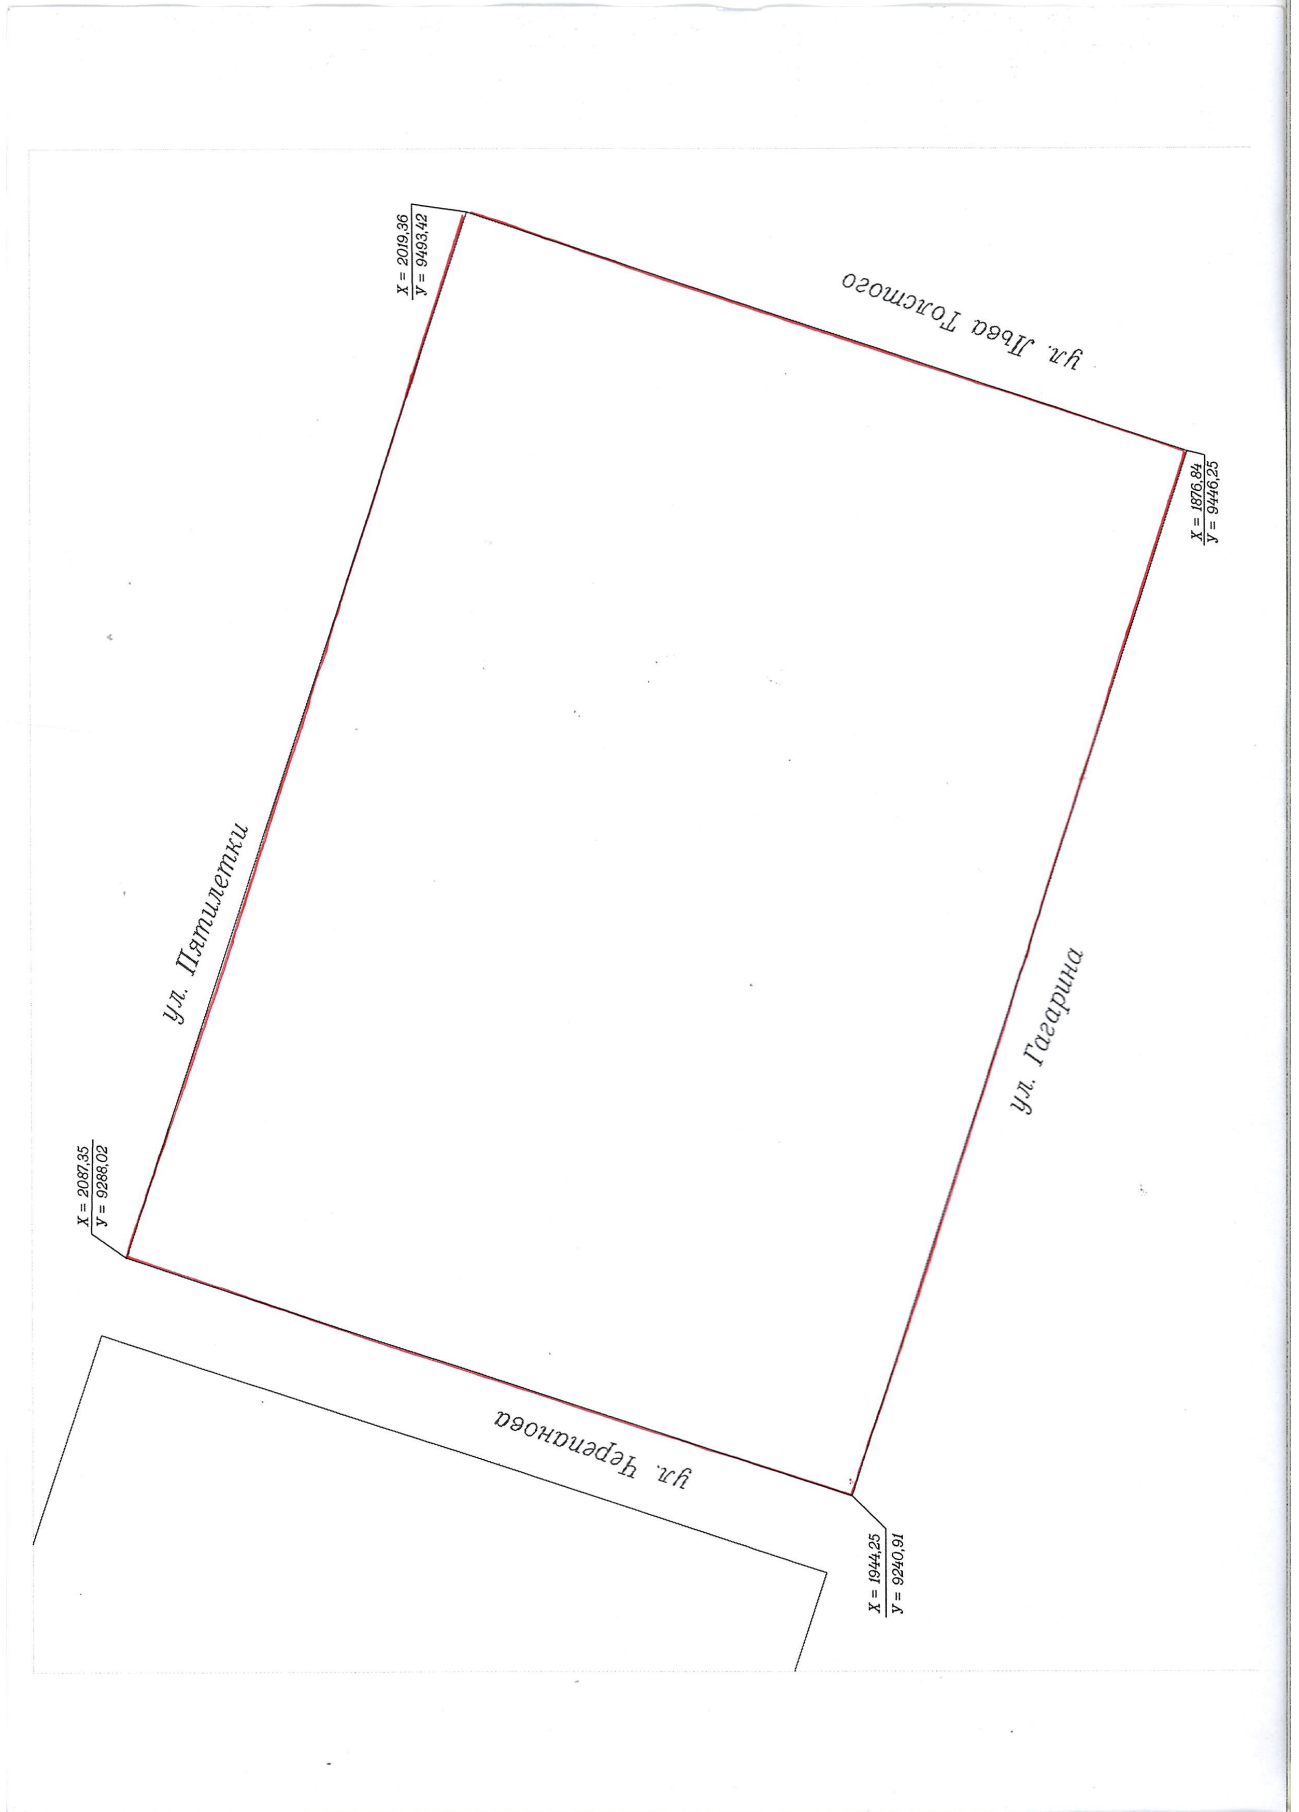 X = 2019,36
У = 9493,42
ул. Льва Толстого
X = 1876,84
У = 9446,25
ул. Пятилетки
ул. Гагарина
X = 2087,35
У = 9288,02
ул. Черепанова
X = 1944,25
У = 9240,91